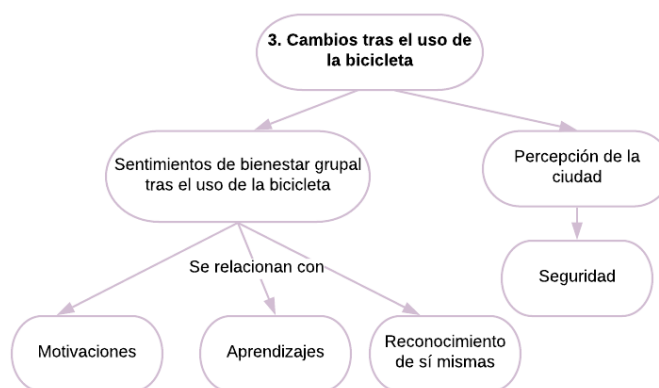 3. Cambios tras el uso de
la bicicleta
Sentimientos de bienestar grupal
tras el uso de la bicicleta
Percepción de la
ciudad
Se relacionan con
Seguridad
Motivaciones
Aprendizajes
Reconocimiento
de sí mismas